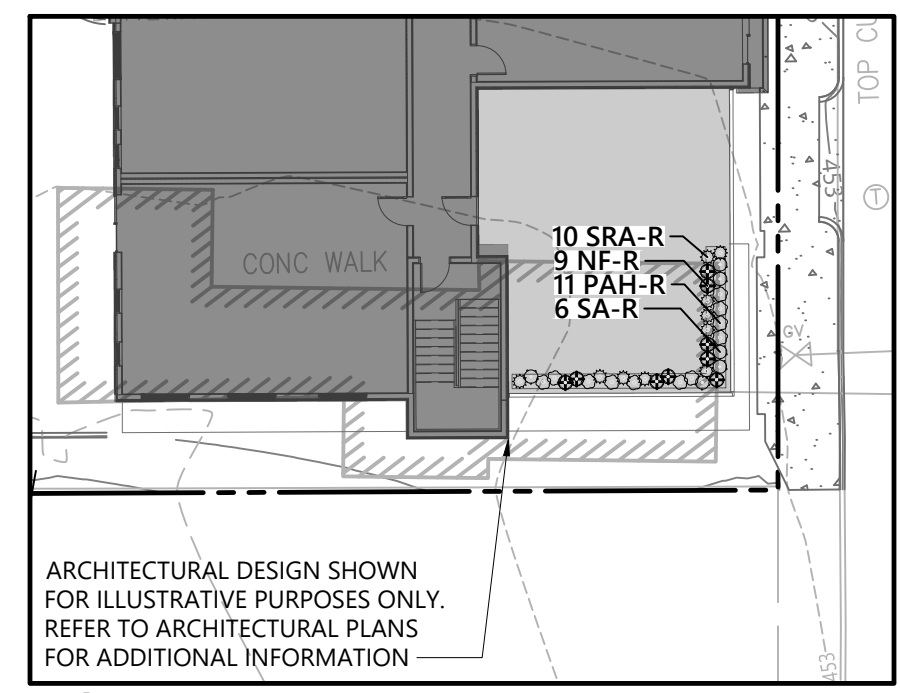 TOP CU
453
T
10 SRA-R
9 NF-R
11 PAH-R
6 SA-R
CONC WALK
GV
ARCHITECTURAL DESIGN SHOWN
FOR ILLUSTRATIVE PURPOSES ONLY.
REFER TO ARCHITECTURAL PLANS
FOR ADDITIONAL INFORMATION
453